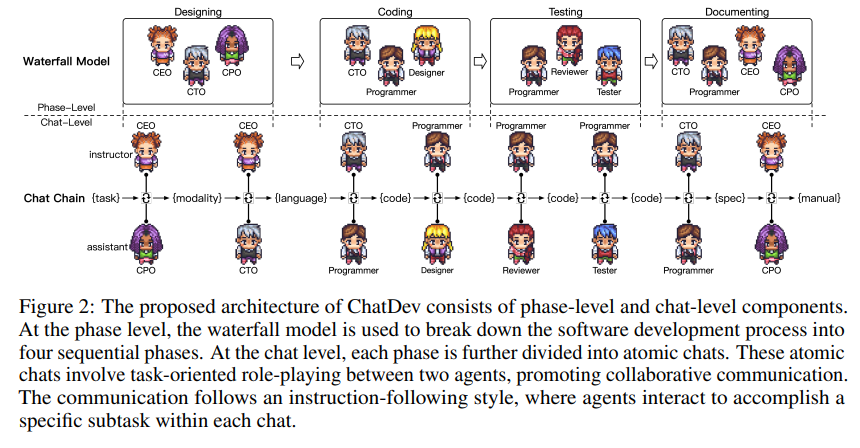 Designing
Coding
Testing
Documenting
Waterfall Model
CEO
CTO
CPO
CTO
Programmer
Designer
Programmer
Reviewer
Tester
CTO
Programmer
CEO
CPO
Phase-Level
Chat-Level
CEO
CEO
CTO
Programmer
Programmer
Programmer
CTO
CEO
instructor
Chat Chain {task} {modality} {language} {code} {code} {code} {code} {spec} {manual}
assistant
CPO
CTO
Programmer
Designer
Reviewer
Tester
Programmer
CPO
Figure 2: The proposed architecture of ChatDev consists of phase-level and chat-level components.
At the phase level, the waterfall model is used to break down the software development process into
four sequential phases. At the chat level, each phase is further divided into atomic chats. These atomic
chats involve task-oriented role-playing between two agents, promoting collaborative communication.
The communication follows an instruction-following style, where agents interact to accomplish a
specific subtask within each chat.